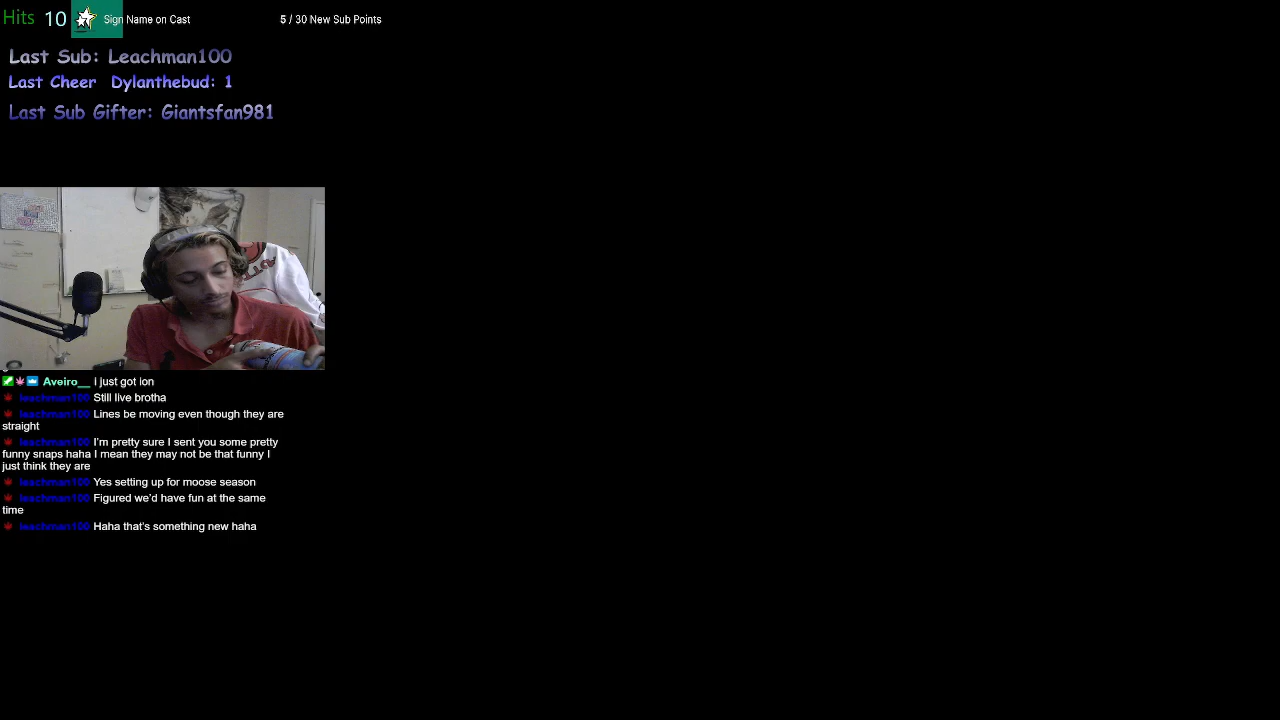 Hits 10 Sign Name on Cast 5 / 30 New Sub Points
Last Sub: Leachman100
Last Cheer Dylanthebud: 1
Last Sub Gifter: Giantsfan981
Aveiro__ I just got ion
leachman100 Still live brotha
leachman100 Lines be moving even though they are
straight
leachman100 I'm pretty sure I sent you some pretty
funny snaps haha I mean they may not be that funny I
just think they are
leachman100 Yes setting up for moose season
leachman100 Figured we'd have fun at the same
time
leachman100 Haha that's something new haha